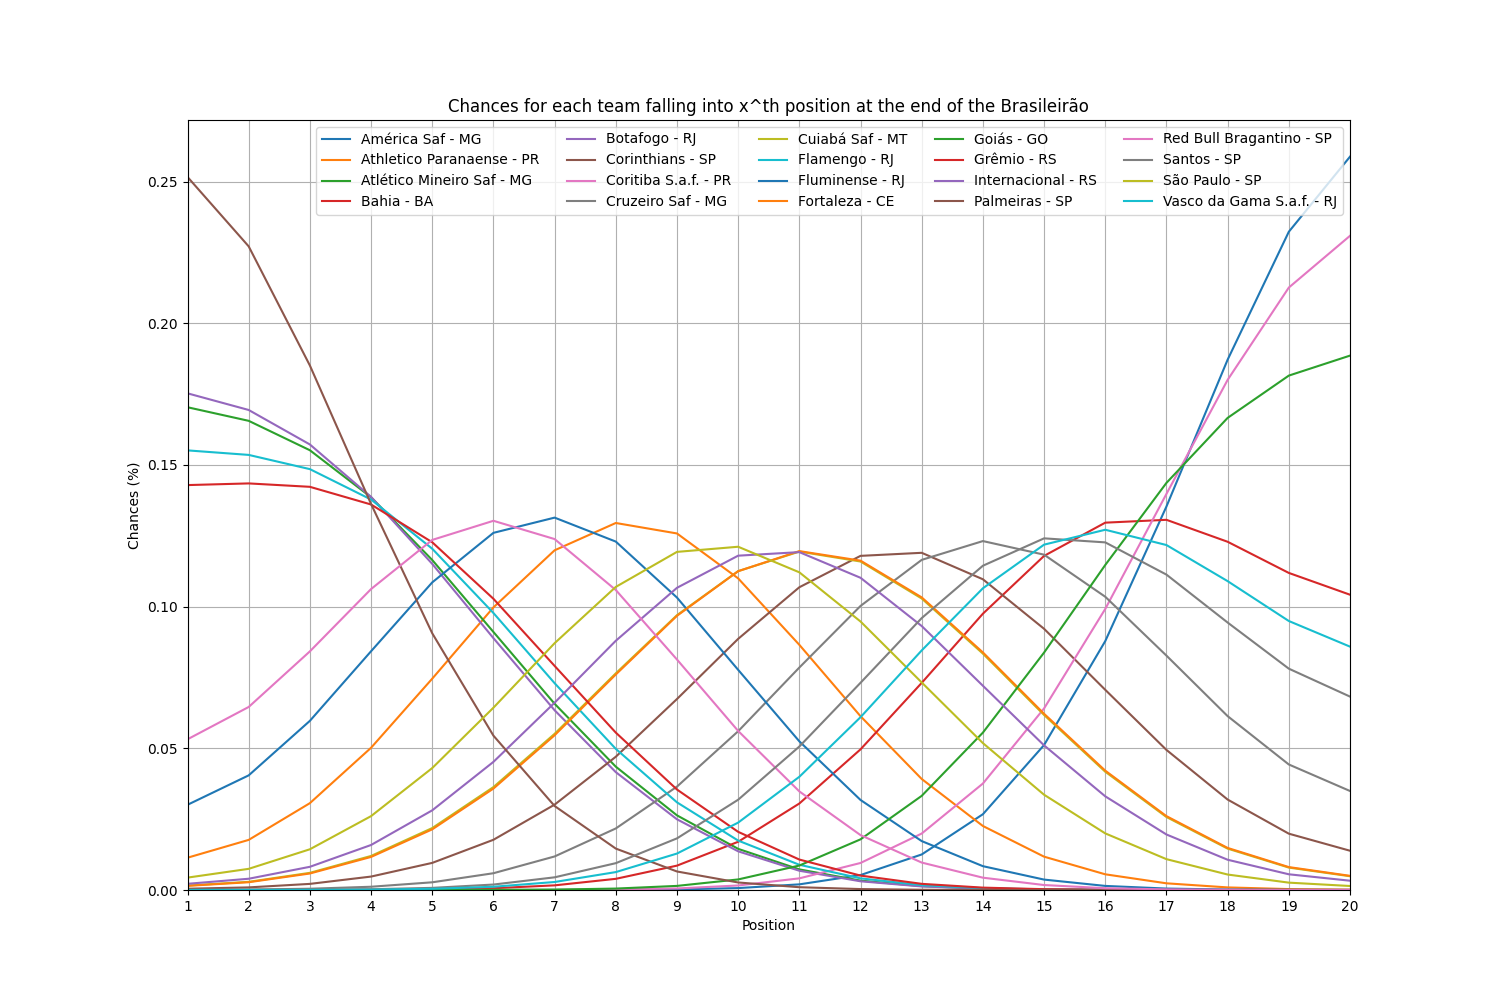 Chances for each team falling into x^th position at the end of the Brasileirão
América Saf - MG
Athletico Paranaense - PR
Atlético Mineiro Saf - MG
Bahia - BA
Botafogo - RJ
Corinthians - SP
Coritiba S.a.f. - PR
Cruzeiro Saf - MG
Cuiabá Saf - MT
Flamengo - RJ
Fluminense - RJ
Fortaleza - CE
Goiás - GO
Grêmio - RS
Internacional - RS
Palmeiras - SP
Red Bull Bragantino - SP
Santos - SP
São Paulo - SP
Vasco da Gama S.a.f. - RJ
Chances (%)
0.25
0.20
0.15
0.10
0.05
0.00
1 2 3 4 5 6 7 8 9 10 11 12 13 14 15 16 17 18 19 20
Position